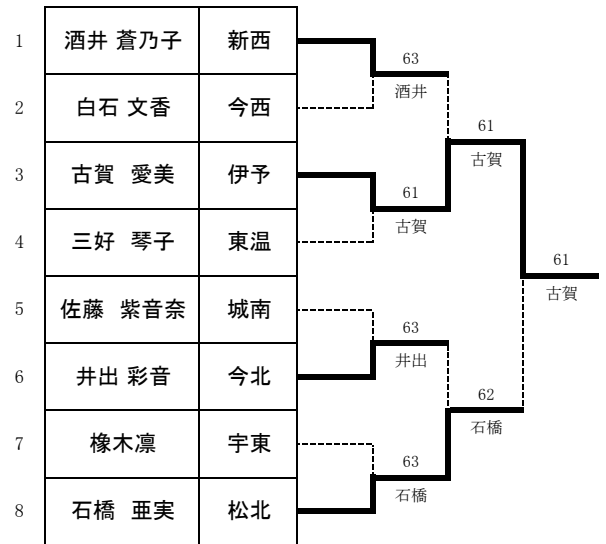 1 酒井 蒼乃子 新西
63
酒井
2 白石 文香 今西
61
古賀
3 古賀 愛美 伊予
61
古賀
4 三好 琴子 東温
61
古賀
5 佐藤 紫音奈 城南
63
井出
6 井出 彩音 今北
62
石橋
7 橡木凛 宇東
63
石橋
8 石橋 亜実 松北